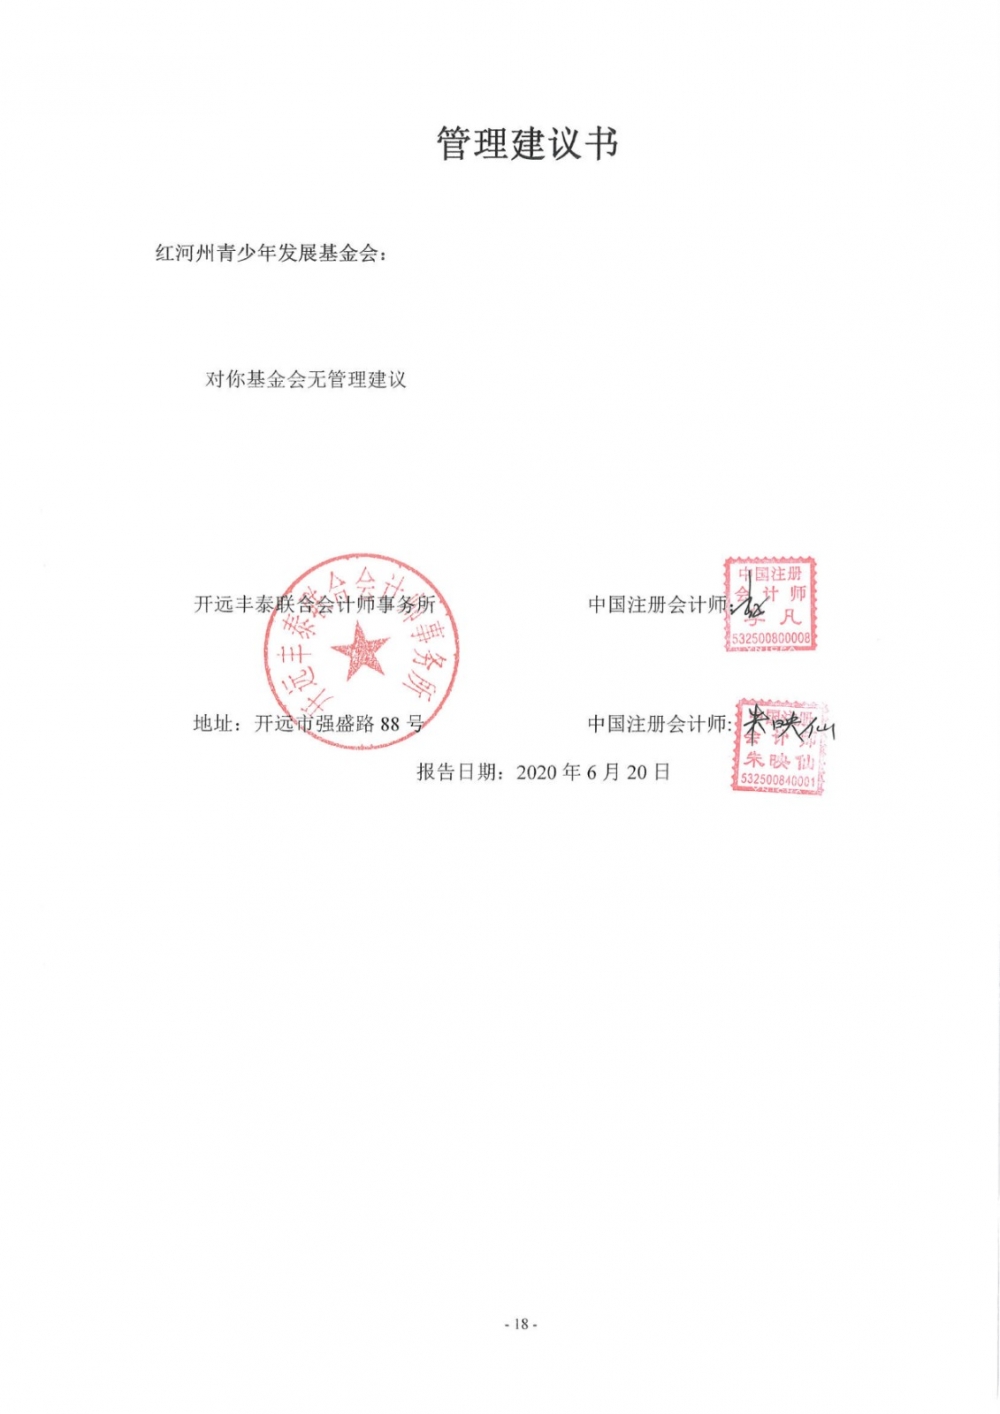 管理建议书
红河州青少年发展基金会：
对你基金会无管理建议
开远丰泰联合会计师事务所
中国注册会计师:
开远丰泰联合会计师事务所
中国注册
会计师
李凡
532500800008
地址：开远市强盛路 88 号
中国注册会计师:
朱映仙
会计师
朱映仙
532500840001
报告日期：2020 年 6 月 20 日
- 18 -